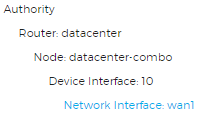 Authority
Router: datacenter
Node: datacenter-combo
Device Interface: 10
Network Interface: wan1